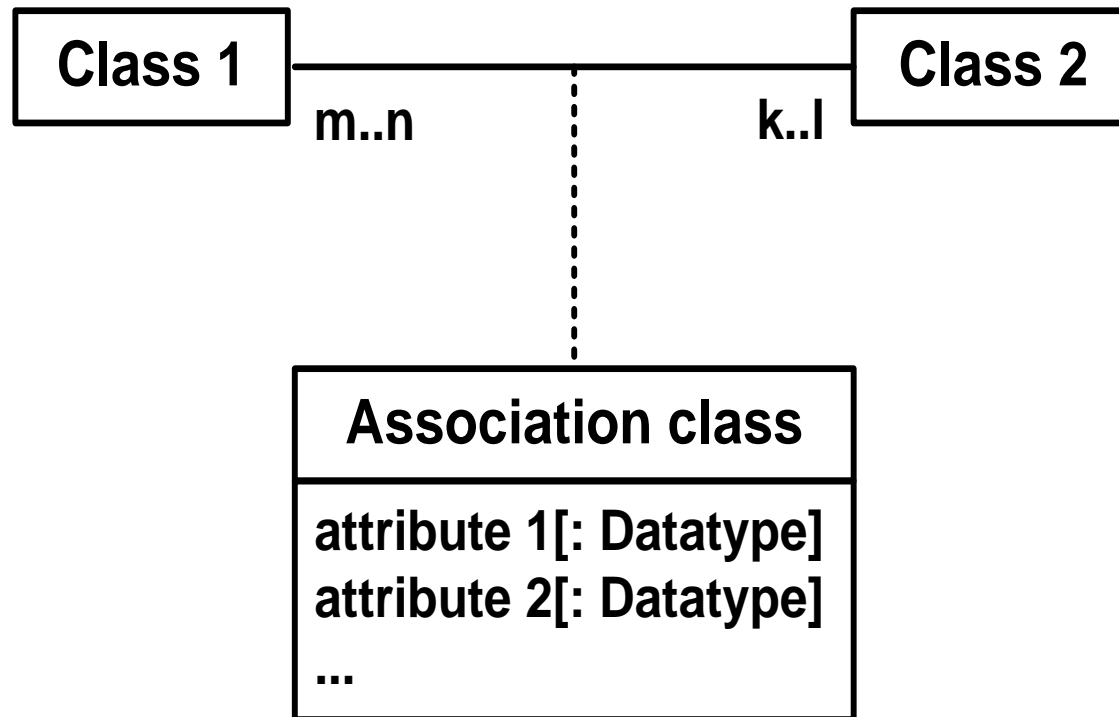 Class 1
Class 2
m..n
k..l
Association class
attribute 1[: Datatype]
attribute 2[: Datatype]
...